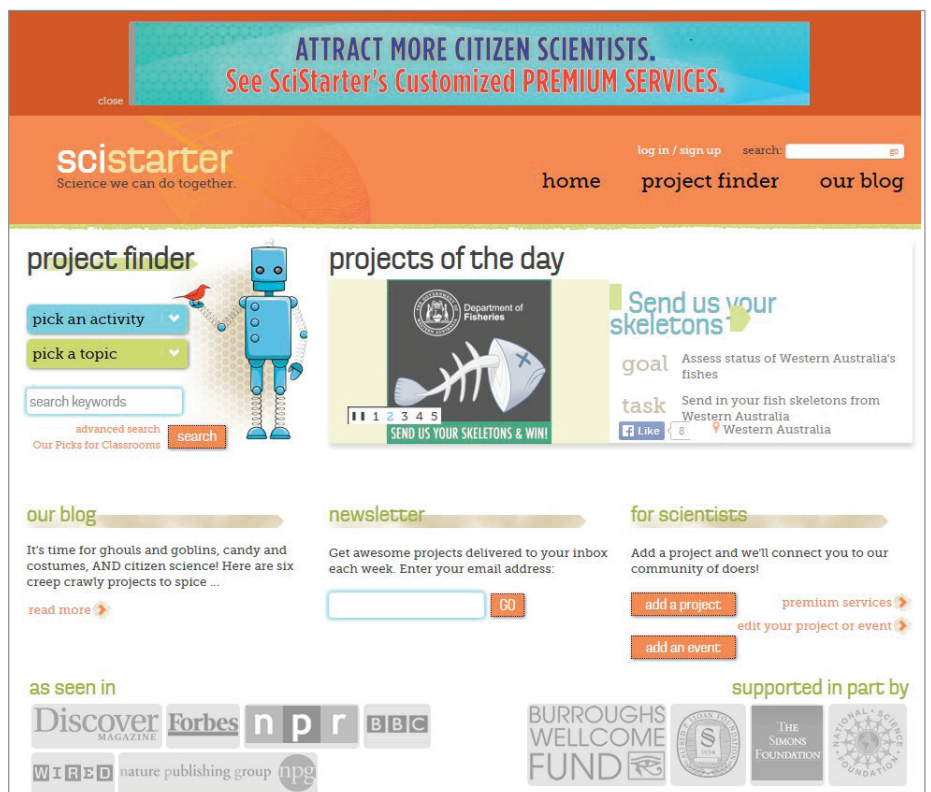 ATTRACT MORE CITIZEN SCIENTISTS.
See SciStarter's Customized PREMIUM SERVICES.
close
scistarter
Science we can do together.
log in / sign up search: go
home project finder our blog
project finder
pick an activity
pick a topic
search keywords
advanced search
Our Picks for Classrooms
search
projects of the day
Department of
Fisheries
1 2 3 4 5
SEND US YOUR SKELETONS & WIN!
Send us your
skeletons
goal Assess status of Western Australia's
fishes
task Send in your fish skeletons from
Western Australia
Like 8 Western Australia
our blog
It's time for ghouls and goblins, candy and
costumes, AND citizen science! Here are six
creep crawly projects to spice ...
read more
newsletter
Get awesome projects delivered to your inbox
each week. Enter your email address:
GO
for scientists
Add a project and we'll connect you to our
community of doers!
add a project premium services
edit your project or event
add an event
as seen in
Discover
MAGAZINE
Forbes
n p r
BBC
WIRED
nature publishing group npg
supported in part by
BURROUGHS
WELLCOME
FUND
ALFRED P. SLOAN FOUNDATION
S
1934
THE
SIMONS
FOUNDATION
NATIONAL SCIENCE
FOUNDATION